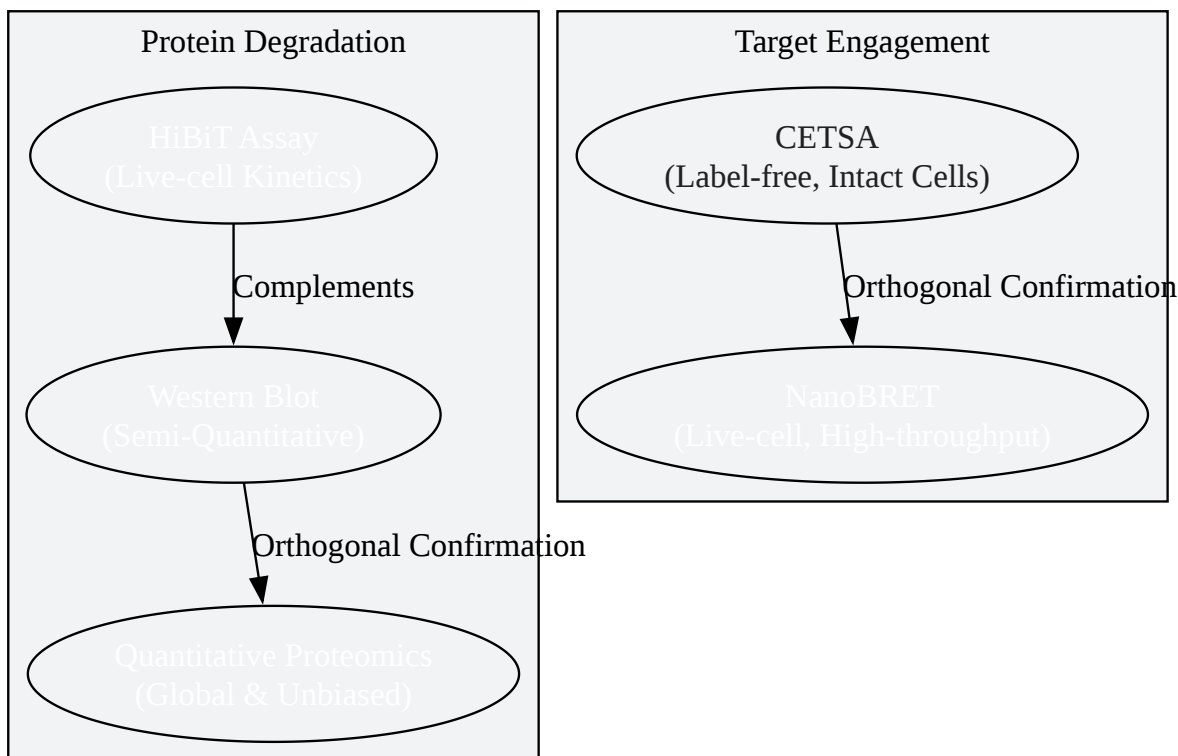 Protein Degradation
HiBiT Assay
(Live-cell Kinetics)
Complements
Western Blot
(Semi-Quantitative)
Orthogonal Confirmation
Quantitative Proteomics
(Global & Unbiased)
Target Engagement
CETSA
(Label-free, Intact Cells)
Orthogonal Confirmation
NanoBRET
(Live-cell, High-throughput)